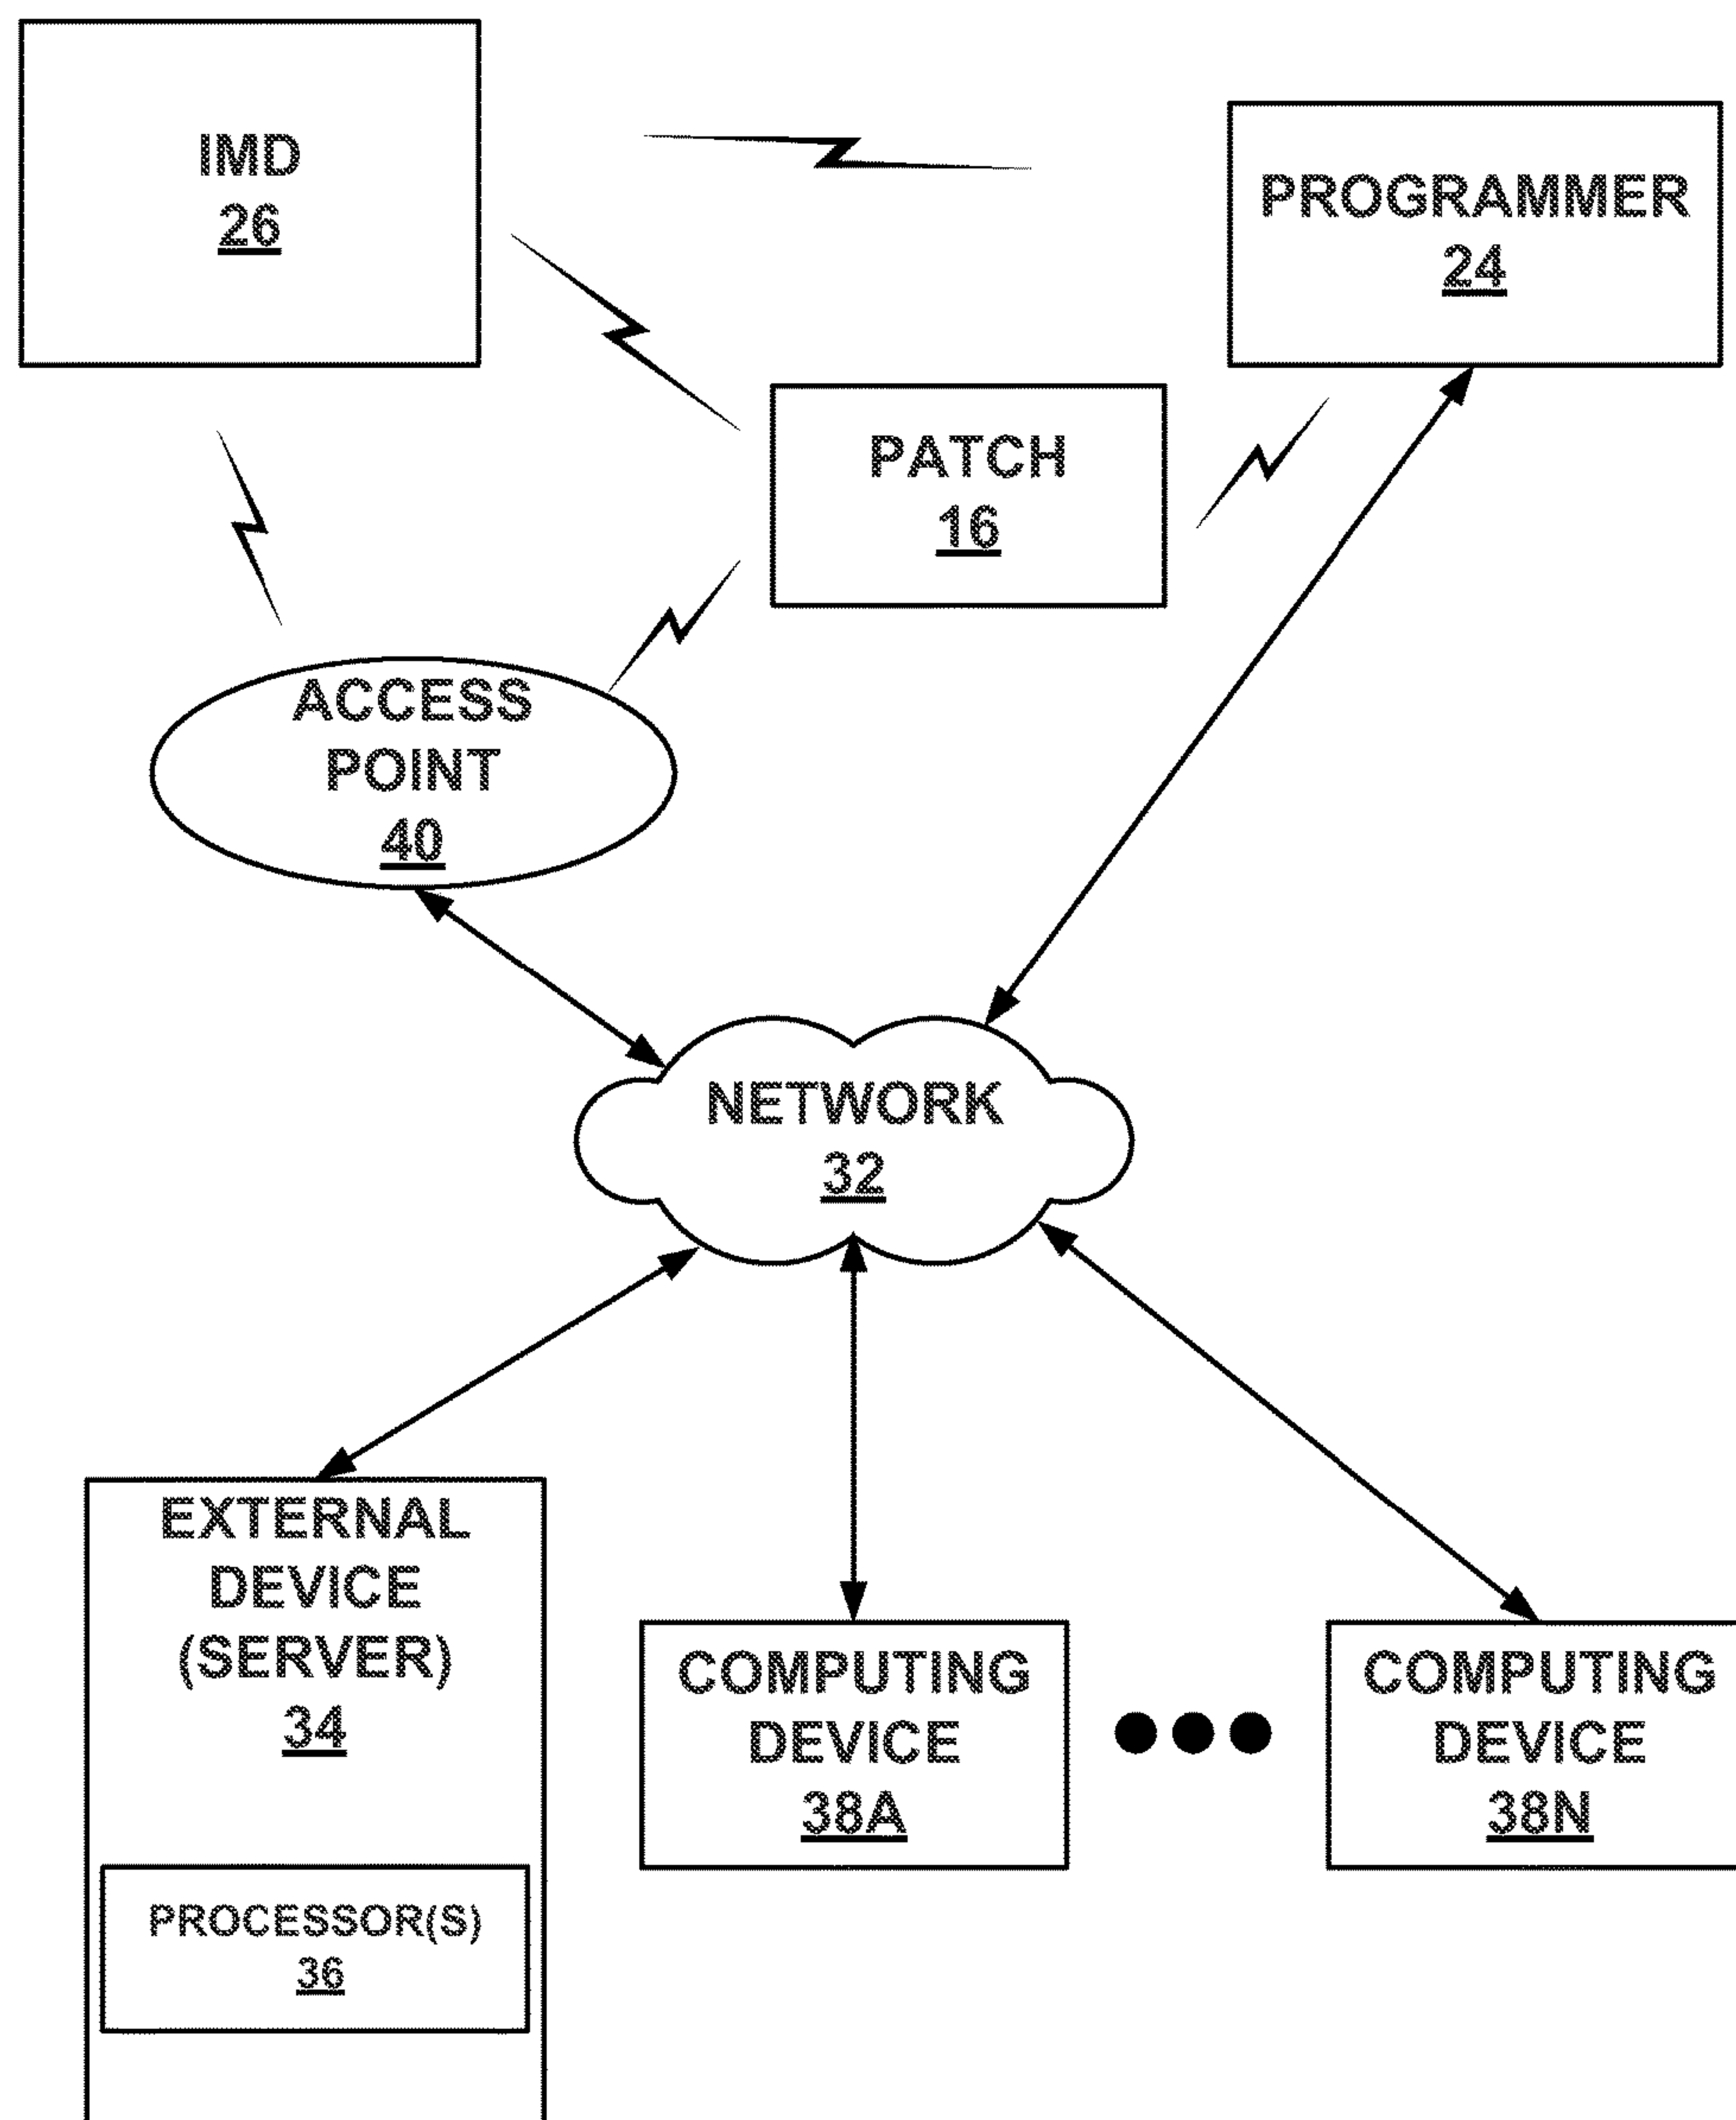 IMD
26
PROGRAMMER
24
PATCH
16
ACCESS
POINT
40
NETWORK
32
EXTERNAL
DEVICE
(SERVER)
34
PROCESSOR(S)
36
COMPUTING
DEVICE
38A
COMPUTING
DEVICE
38N